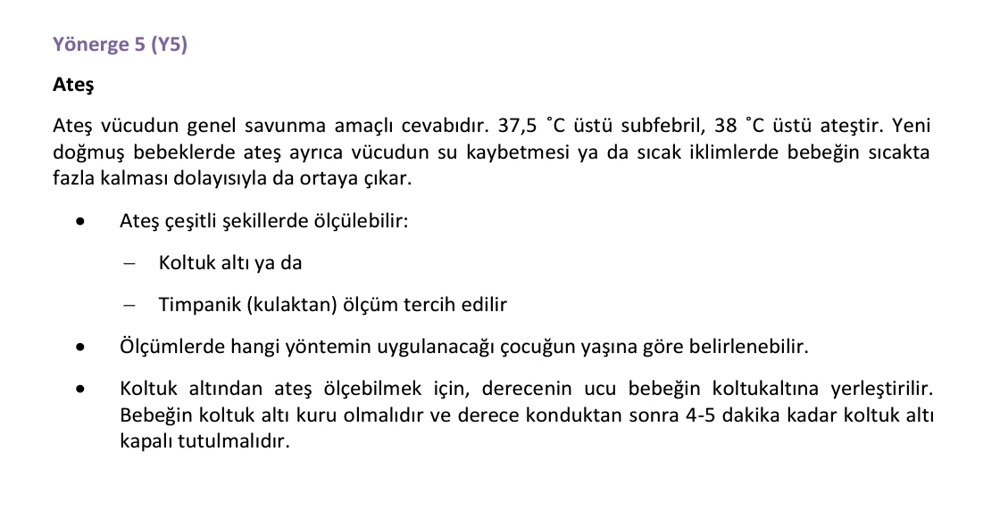 Yönerge 5 (Y5)
Ateş
Ateş vücudun genel savunma amaçlı cevabıdır. 37,5 ˚C üstü subfebril, 38 ˚C üstü ateştir. Yeni
doğmuş bebeklerde ateş ayrıca vücudun su kaybetmesi ya da sıcak iklimlerde bebeğin sıcakta
fazla kalması dolayısıyla da ortaya çıkar.
• Ateş çeşitli şekillerde ölçülebilir:
– Koltuk altı ya da
– Timpanik (kulaktan) ölçüm tercih edilir
• Ölçümlerde hangi yöntemin uygulanacağı çocuğun yaşına göre belirlenebilir.
• Koltuk altından ateş ölçebilmek için, derecenin ucu bebeğin koltukaltına yerleştirilir.
Bebeğin koltuk altı kuru olmalıdır ve derece konduktan sonra 4-5 dakika kadar koltuk altı
kapalı tutulmalıdır.